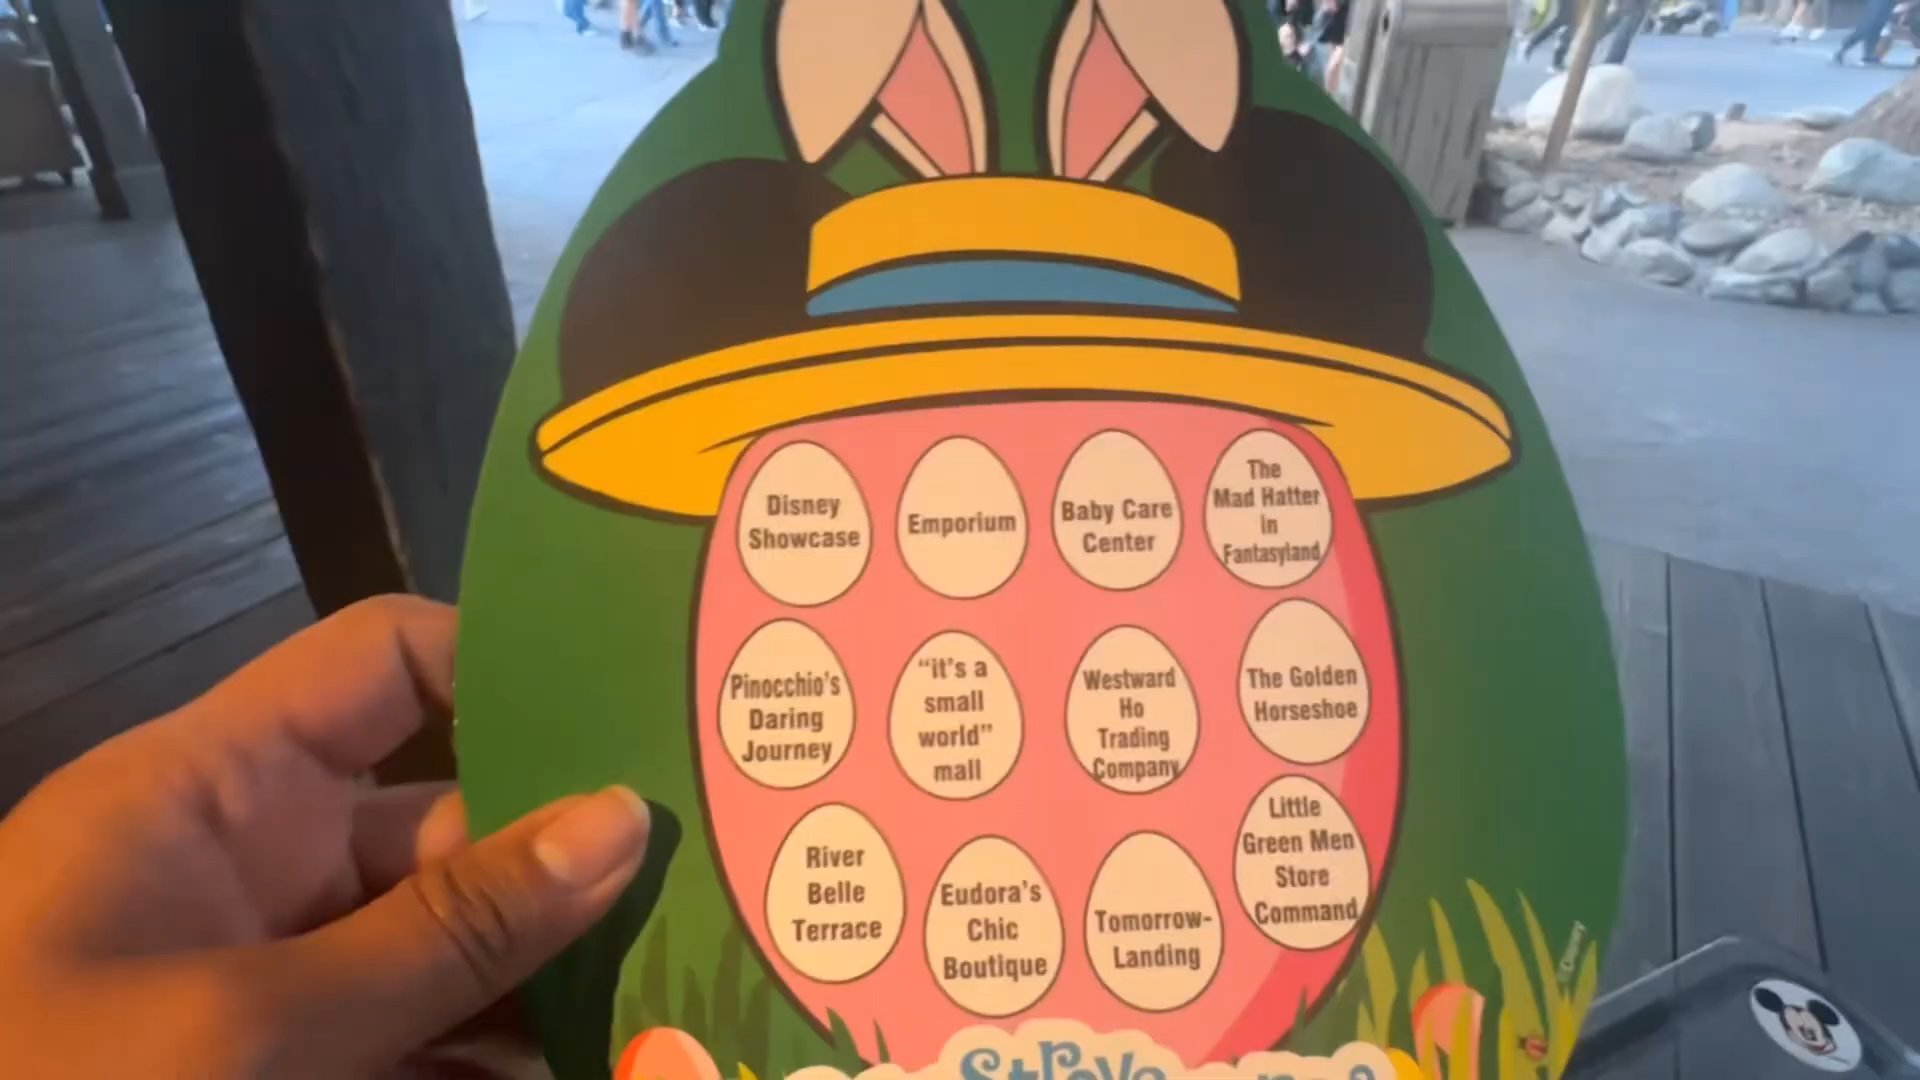 Disney
Showcase
Emporium
Baby Care
Center
The
Mad Hatter
in
Fantasyland
Pinocchio's
Daring
Journey
“it's a
small
world”
mall
Westward
Ho
Trading
Company
The Golden
Horseshoe
River
Belle
Terrace
Eudora's
Chic
Boutique
Tomorrow-
Landing
Little
Green Men
Store
Command
©Disney